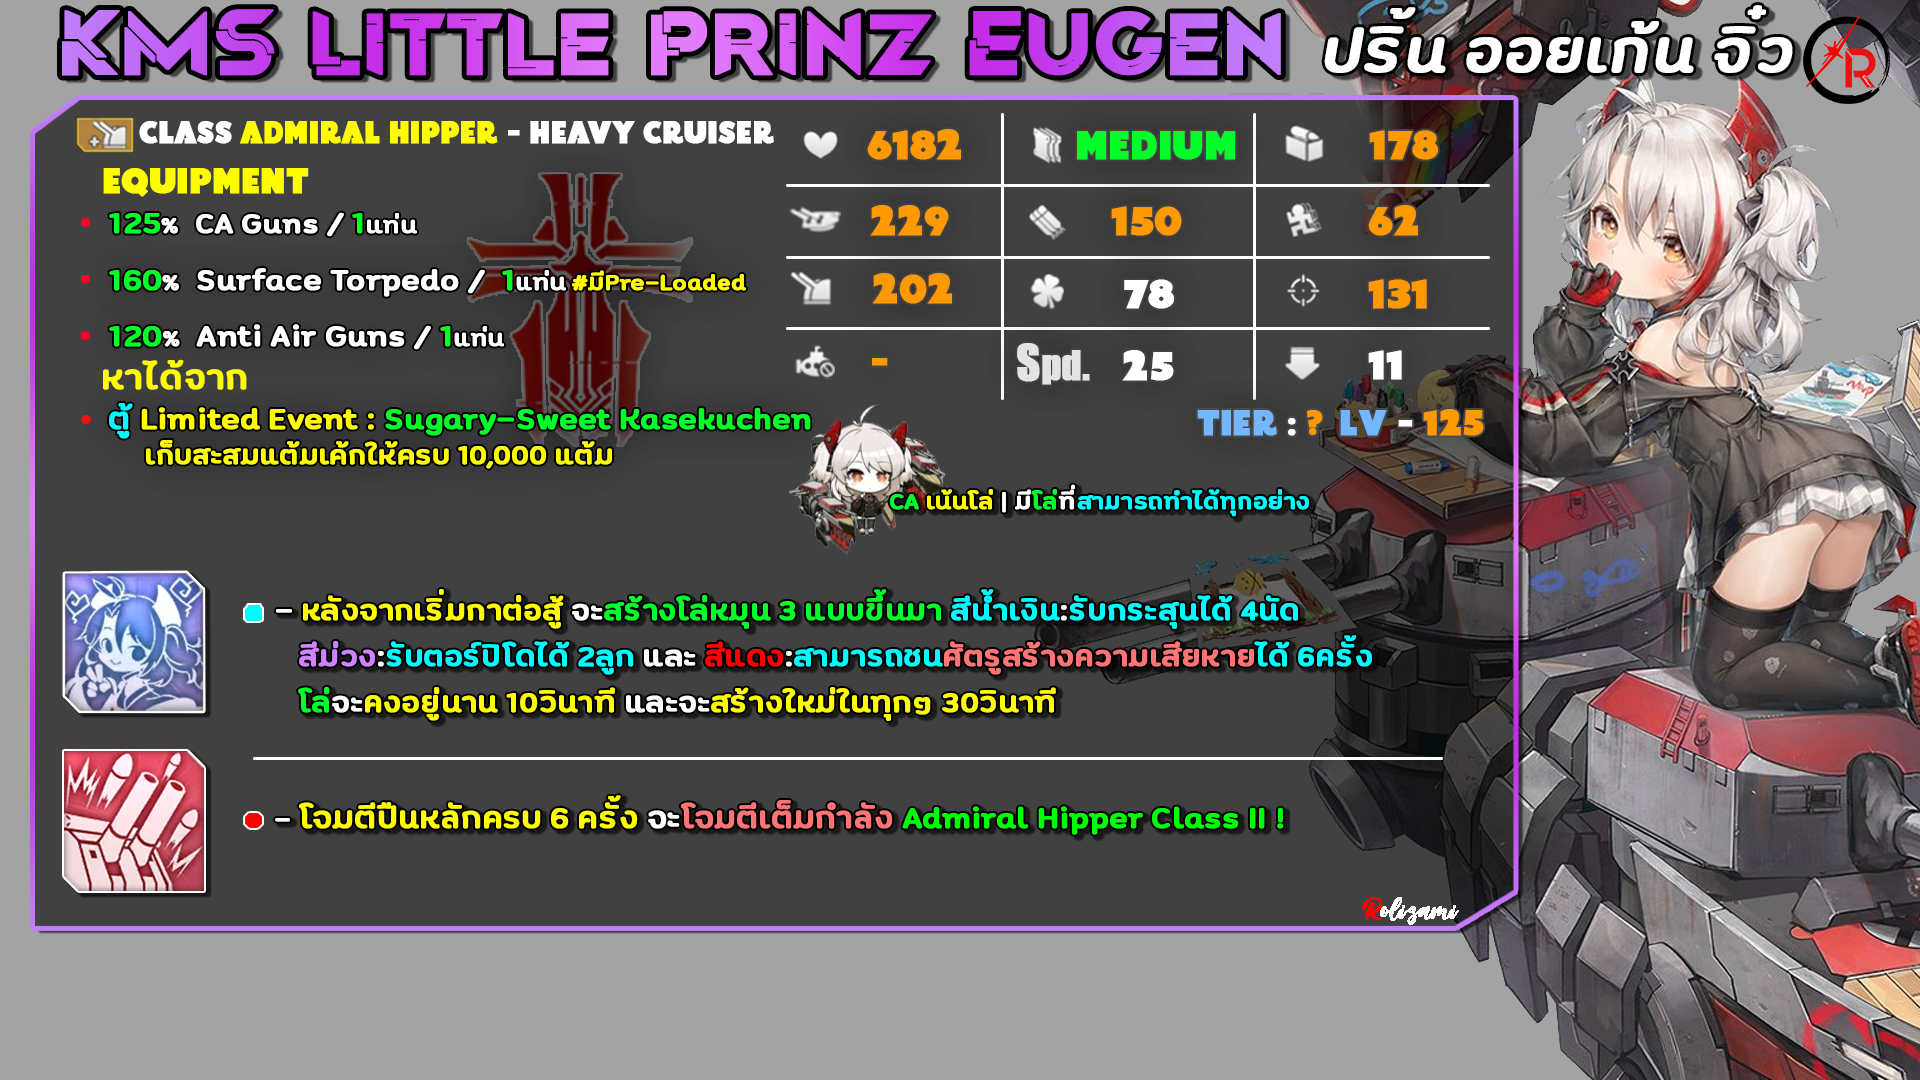 KMS LITTLE PRINZ EUGEN
ปริ้น ออยเก้น จิ๋ว
R
CLASS ADMIRAL HIPPER - HEAVY CRUISER
EQUIPMENT
125% CA Guns / 1แท่น
160% Surface Torpedo / 1แท่น #มีPre-Loaded
120% Anti Air Guns / 1แท่น
หาได้จาก
ตู้ Limited Event : Sugary-Sweet Kasekuchen
เก็บสะสมแต้มเค้กให้ครบ 10,000 แต้ม
6182 MEDIUM 178
229 150 62
202 78 131
- Spd. 25 11
TIER : ? LV - 125
CA เน้นโล่ | มีโล่ที่สามารถทำได้ทุกอย่าง
- หลังจากเริ่มกาต่อสู้ จะสร้างโล่หมุน 3 แบบขึ้นมา สีน้ำเงิน:รับกระสุนได้ 4นัด
สีม่วง:รับตอร์ปิโดได้ 2ลูก และ สีแดง:สามารถชนศัตรูสร้างความเสียหายได้ 6ครั้ง
โล่จะคงอยู่นาน 10วินาที และจะสร้างใหม่ในทุกๆ 30วินาที
- โจมตีปืนหลักครบ 6 ครั้ง จะโจมตีเต็มกำลัง Admiral Hipper Class II !
Rolizami